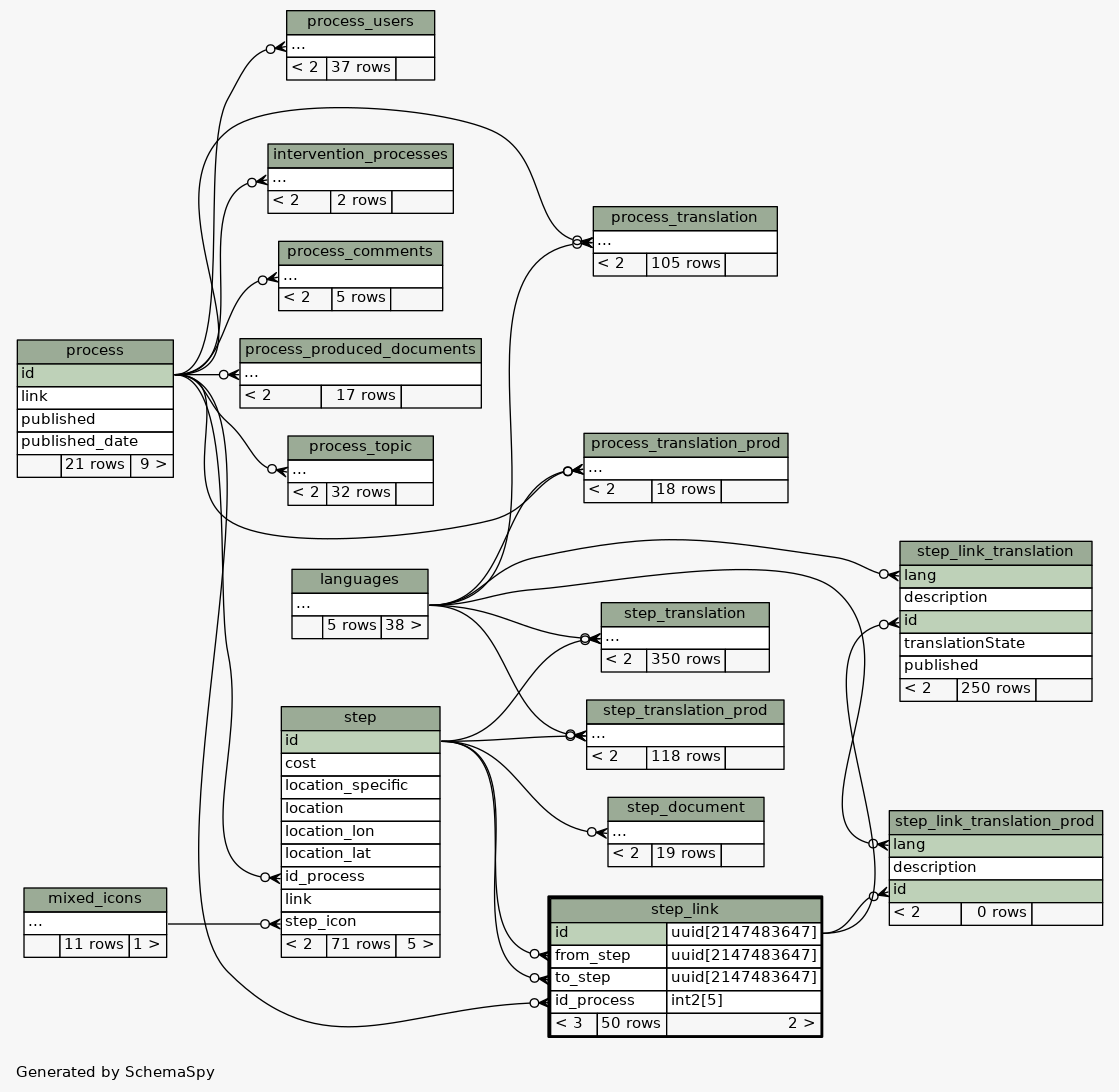 process_users
...
< 2 37 rows
intervention_processes
...
< 2 2 rows
process_translation
...
< 2 105 rows
process_comments
...
< 2 5 rows
process
id
link
published
published_date
21 rows 9 >
process_produced_documents
...
< 2 17 rows
process_topic
...
< 2 32 rows
process_translation_prod
...
< 2 18 rows
languages
...
5 rows 38 >
step_link_translation
lang
description
id
translationState
published
< 2 250 rows
step_translation
...
< 2 350 rows
step_translation_prod
...
< 2 118 rows
step
id
cost
location_specific
location
location_lon
location_lat
id_process
link
step_icon
< 2 71 rows 5 >
step_document
...
< 2 19 rows
step_link_translation_prod
lang
description
id
< 2 0 rows
mixed_icons
...
11 rows 1 >
step_link
id uuid[2147483647]
from_step uuid[2147483647]
to_step uuid[2147483647]
id_process int2[5]
< 3 50 rows 2 >
Generated by SchemaSpy